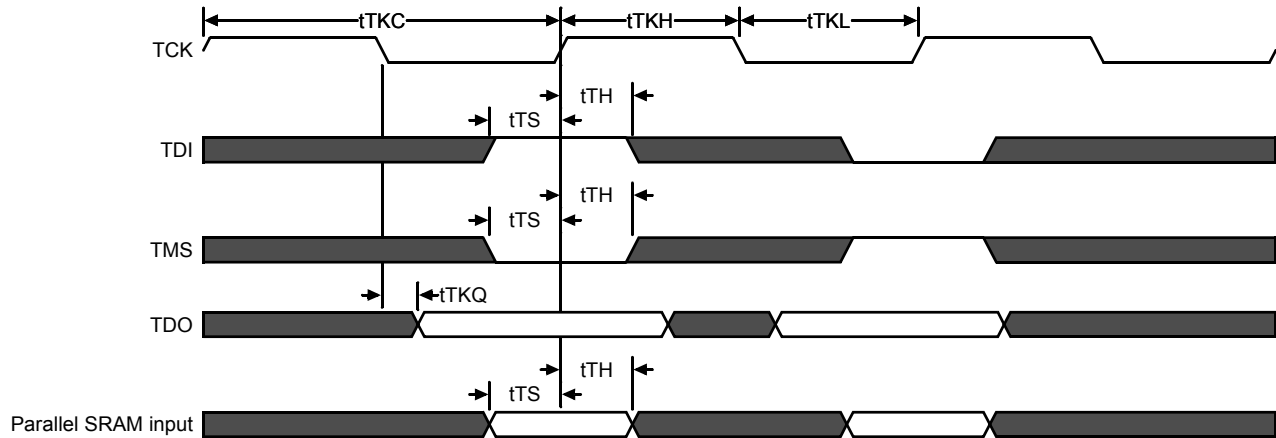 tTKC
tTKH
tTKL
TCK
tTH
tTS
TDI
tTH
tTS
TMS
tTKQ
TDO
tTH
tTS
Parallel SRAM input